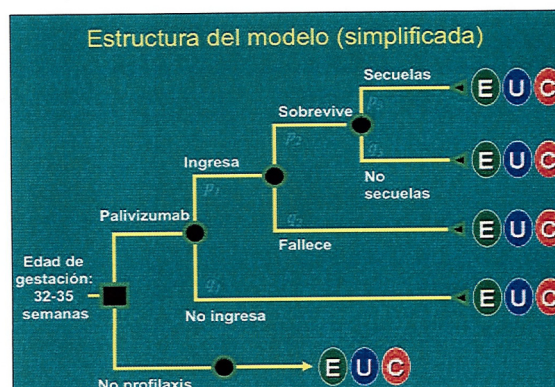 Estructura del modelo (simplificada)
Secuelas
p3
E U C
Sobrevive
p2
q3
E U C
No
secuelas
Ingresa
p1
q2
E U C
Fallece
Palivizumab
Edad de
gestación:
32-35
semanas
q1
E U C
No ingresa
E U C
No profilaxis